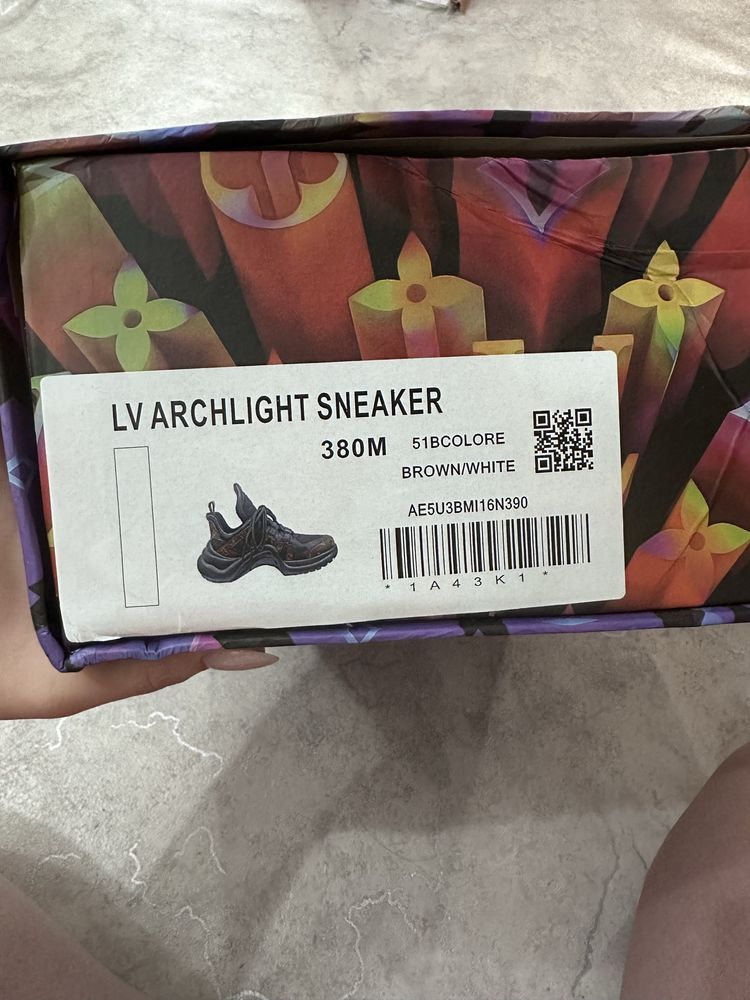 LV ARCHLIGHT SNEAKER
380M
51BCOLORE
BROWN/WHITE
AE5U3BMI16N390
* 1A43K1 *